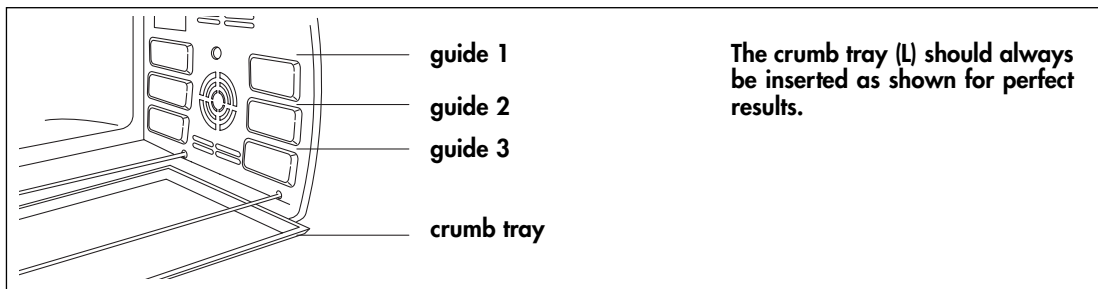 guide 1
guide 2
guide 3
crumb tray
The crumb tray (L) should always
be inserted as shown for perfect
results.